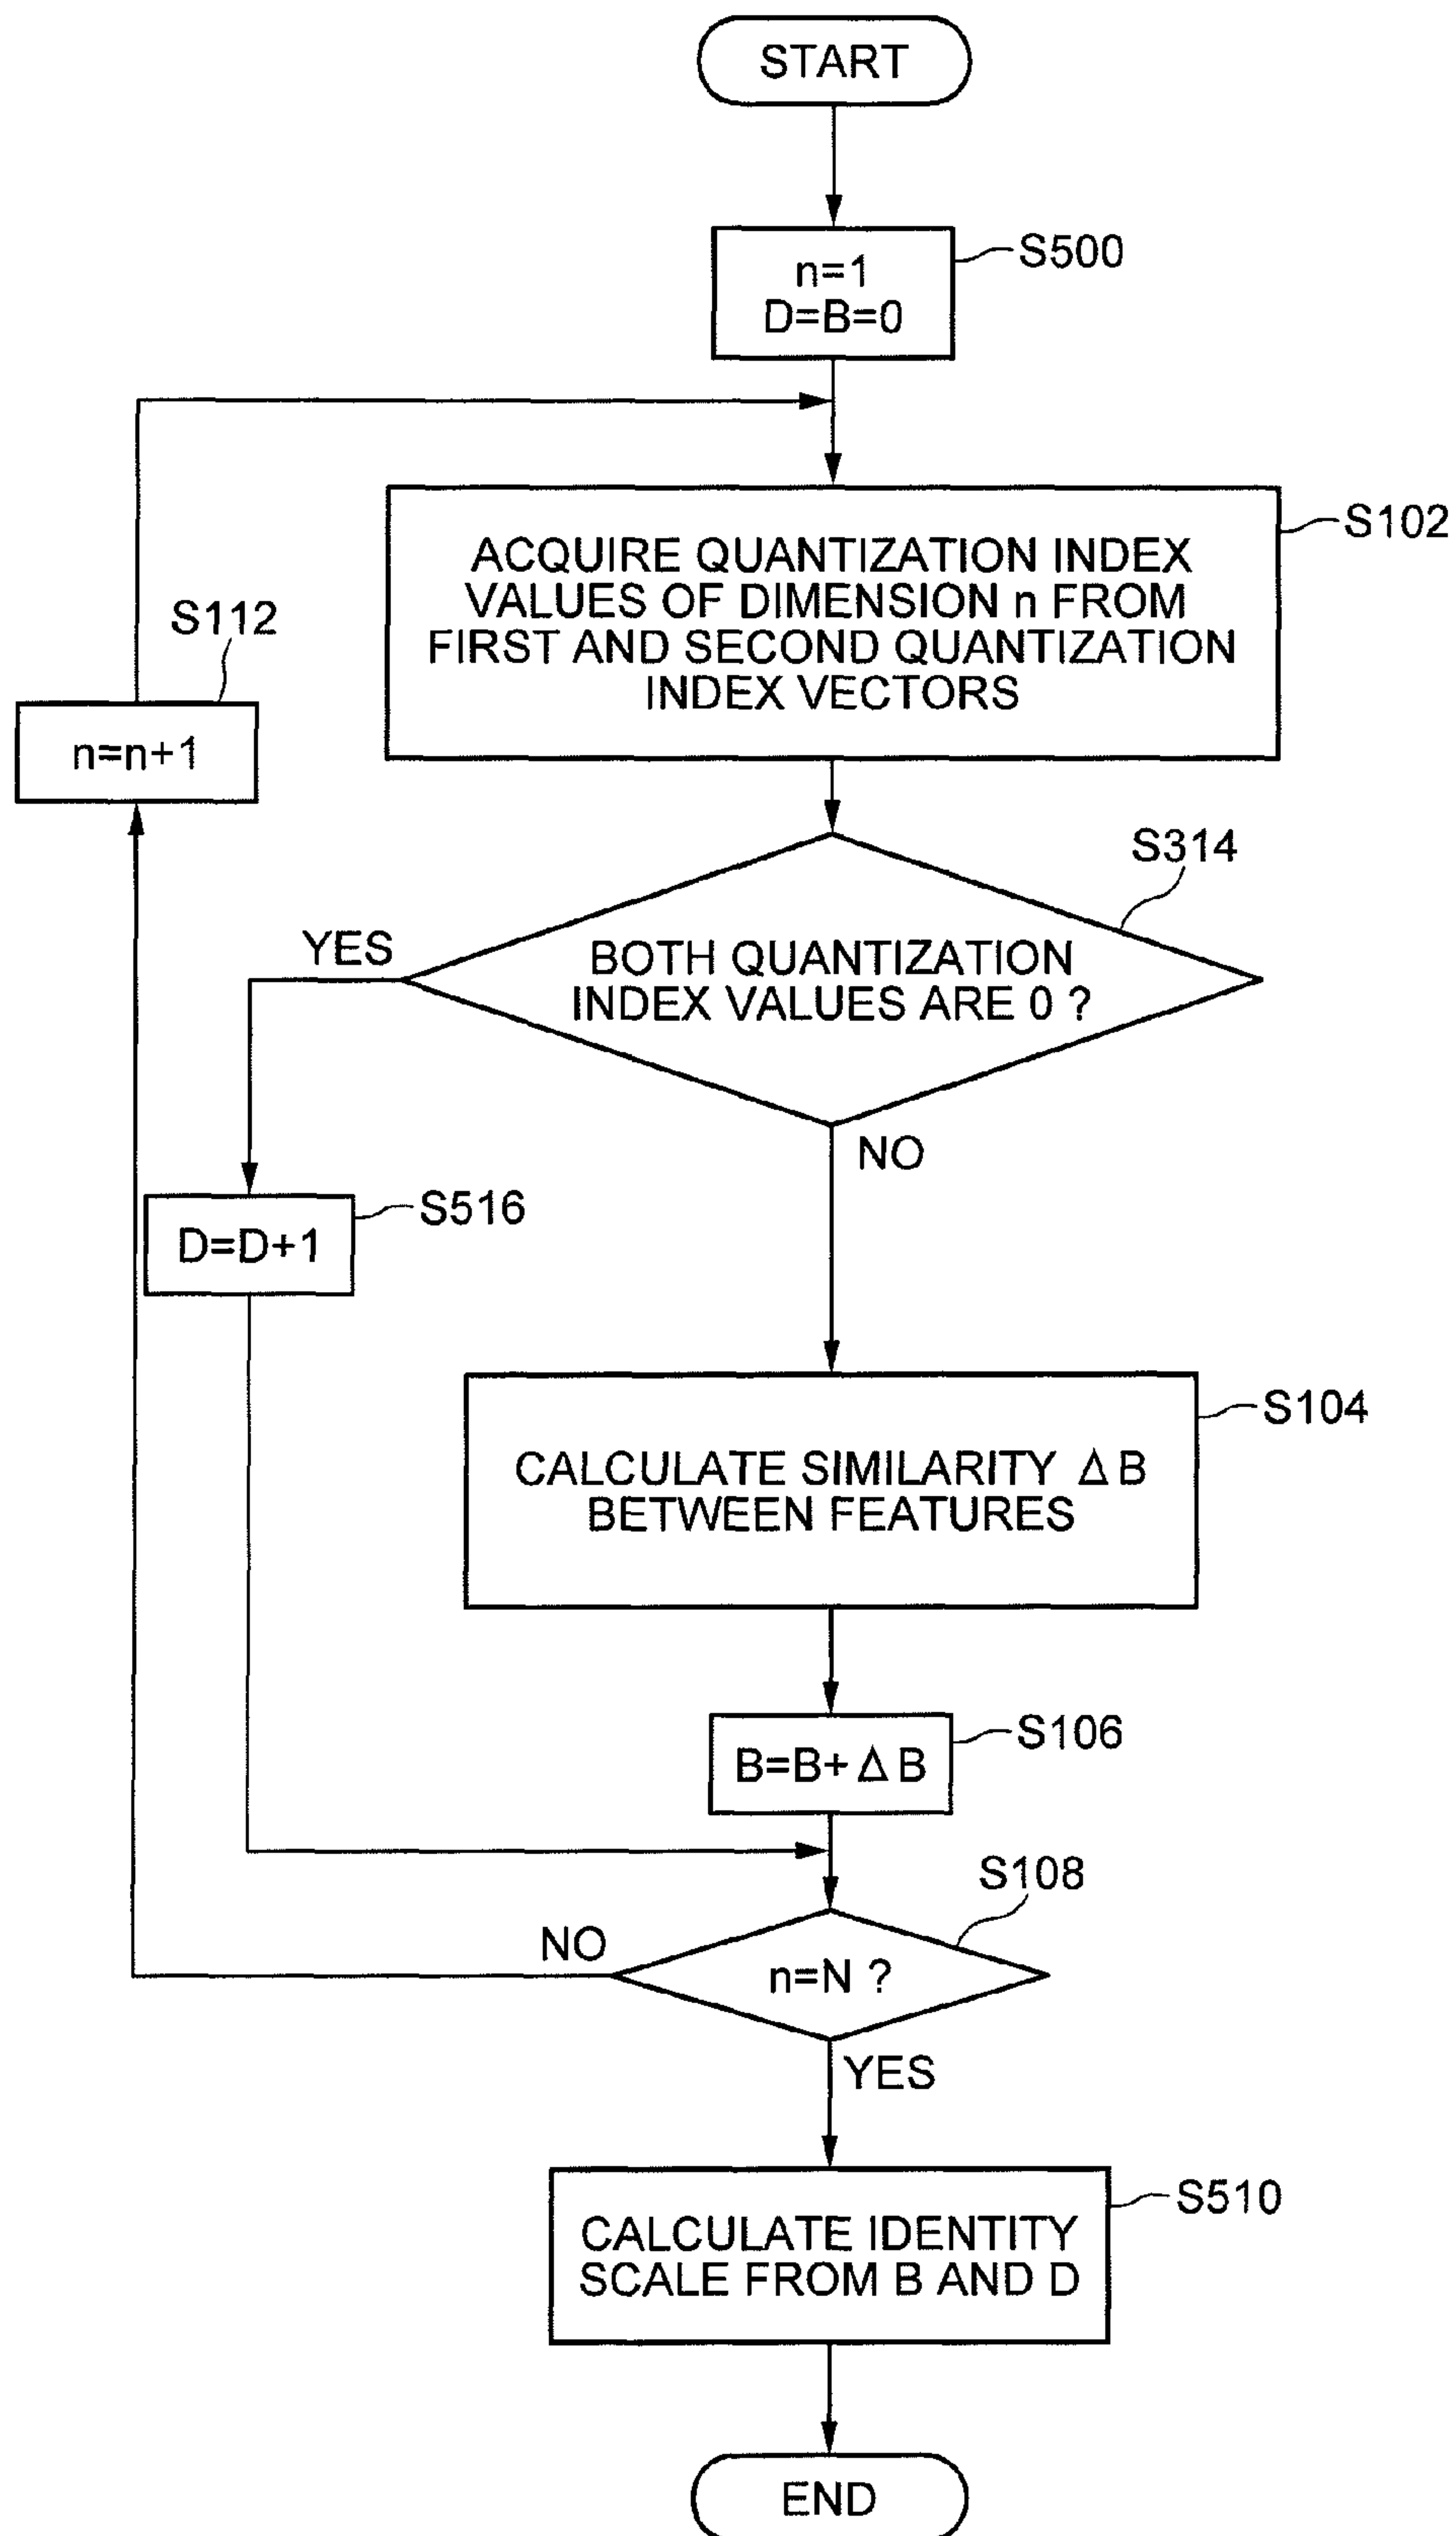 START
S500
n=1
D=B=0
S102
ACQUIRE QUANTIZATION INDEX
VALUES OF DIMENSION n FROM
FIRST AND SECOND QUANTIZATION
INDEX VECTORS
S112
n=n+1
S314
YES
BOTH QUANTIZATION
INDEX VALUES ARE 0 ?
NO
S516
D=D+1
S104
CALCULATE SIMILARITY ΔB
BETWEEN FEATURES
S106
B=B+ΔB
S108
NO
n=N ?
YES
S510
CALCULATE IDENTITY
SCALE FROM B AND D
END